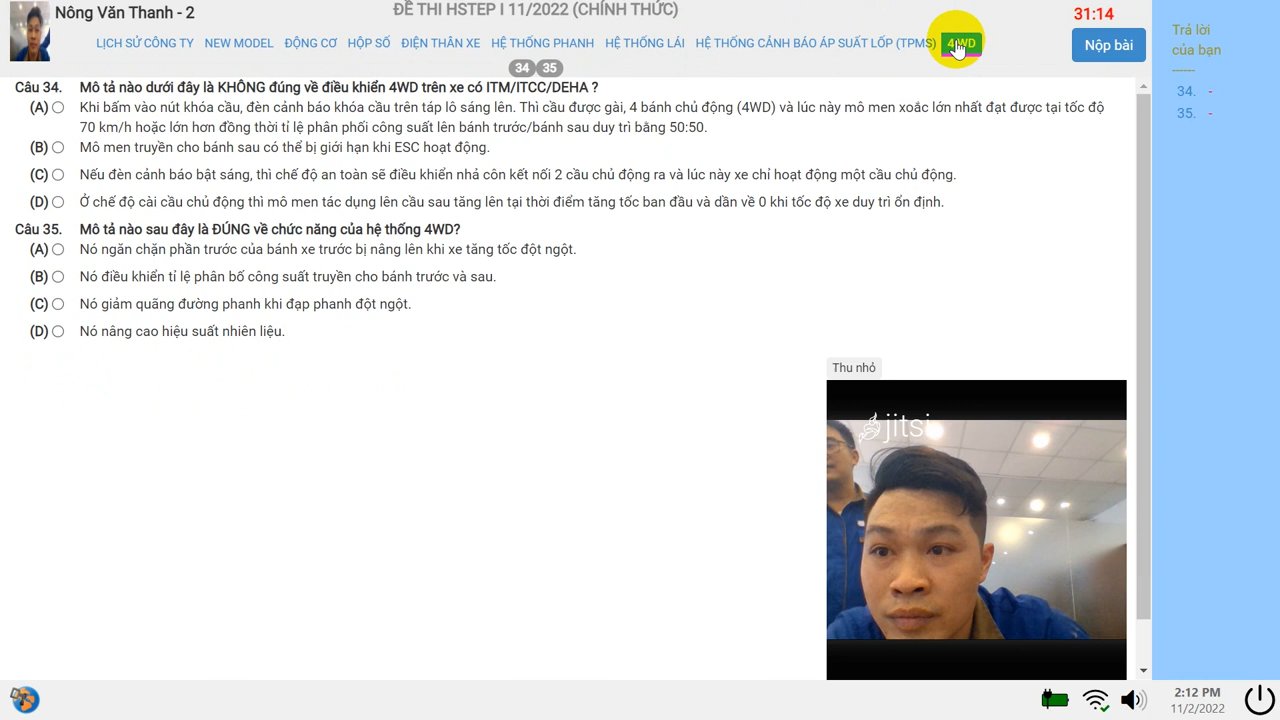 Nông Văn Thanh - 2
ĐỀ THI HSTEP I 11/2022 (CHÍNH THỨC)
31:14
Nộp bài
LỊCH SỬ CÔNG TY NEW MODEL ĐỘNG CƠ HỘP SỐ ĐIỆN THÂN XE HỆ THỐNG PHANH HỆ THỐNG LÁI HỆ THỐNG CẢNH BÁO ÁP SUẤT LỐP (TPMS) 4WD
34 35
Câu 34. Mô tả nào dưới đây là KHÔNG đúng về điều khiển 4WD trên xe có ITM/ITCC/DEHA ?
(A) Khi bấm vào nút khóa cầu, đèn cảnh báo khóa cầu trên táp lô sáng lên. Thì cầu được gài, 4 bánh chủ động (4WD) và lúc này mô men xoắc lớn nhất đạt được tại tốc độ
70 km/h hoặc lớn hơn đồng thời tỉ lệ phân phối công suất lên bánh trước/bánh sau duy trì bằng 50:50.
(B) Mô men truyền cho bánh sau có thể bị giới hạn khi ESC hoạt động.
(C) Nếu đèn cảnh báo bật sáng, thì chế độ an toàn sẽ điều khiển nhả côn kết nối 2 cầu chủ động ra và lúc này xe chỉ hoạt động một cầu chủ động.
(D) Ở chế độ cài cầu chủ động thì mô men tác dụng lên cầu sau tăng lên tại thời điểm tăng tốc ban đầu và dần về 0 khi tốc độ xe duy trì ổn định.
Câu 35. Mô tả nào sau đây là ĐÚNG về chức năng của hệ thống 4WD?
(A) Nó ngăn chặn phần trước của bánh xe trước bị nâng lên khi xe tăng tốc đột ngột.
(B) Nó điều khiển tỉ lệ phân bố công suất truyền cho bánh trước và sau.
(C) Nó giảm quãng đường phanh khi đạp phanh đột ngột.
(D) Nó nâng cao hiệu suất nhiên liệu.
Thu nhỏ
jitsi
Trả lời
của bạn
------
34. -
35. -
2:12 PM
11/2/2022